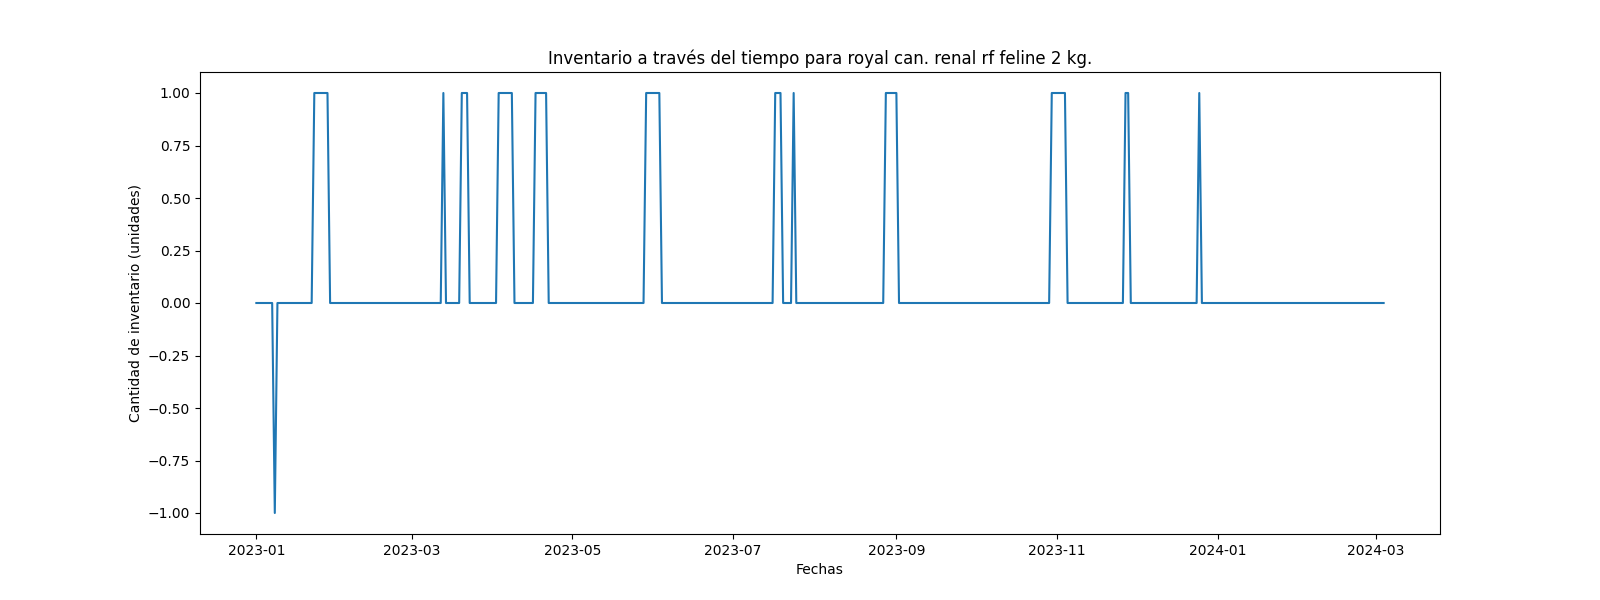 Inventario a través del tiempo para royal can. renal rf feline 2 kg.
Cantidad de inventario (unidades)
1.00
0.75
0.50
0.25
0.00
−0.25
−0.50
−0.75
−1.00
2023-01 2023-03 2023-05 2023-07 2023-09 2023-11 2024-01 2024-03
Fechas